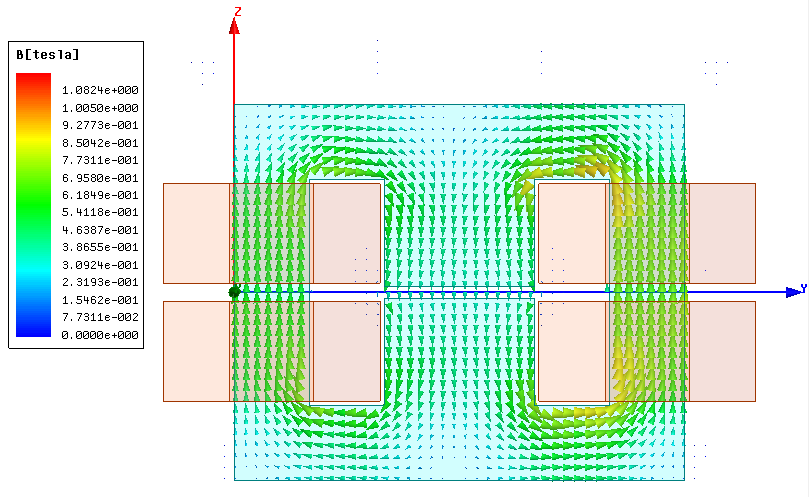 Z
B[tesla]
1.0824e+000
1.0050e+000
9.2773e-001
8.5042e-001
7.7311e-001
6.9580e-001
6.1849e-001
5.4118e-001
4.6387e-001
3.8655e-001
3.0924e-001
2.3193e-001
1.5462e-001
7.7311e-002
0.0000e+000
Y